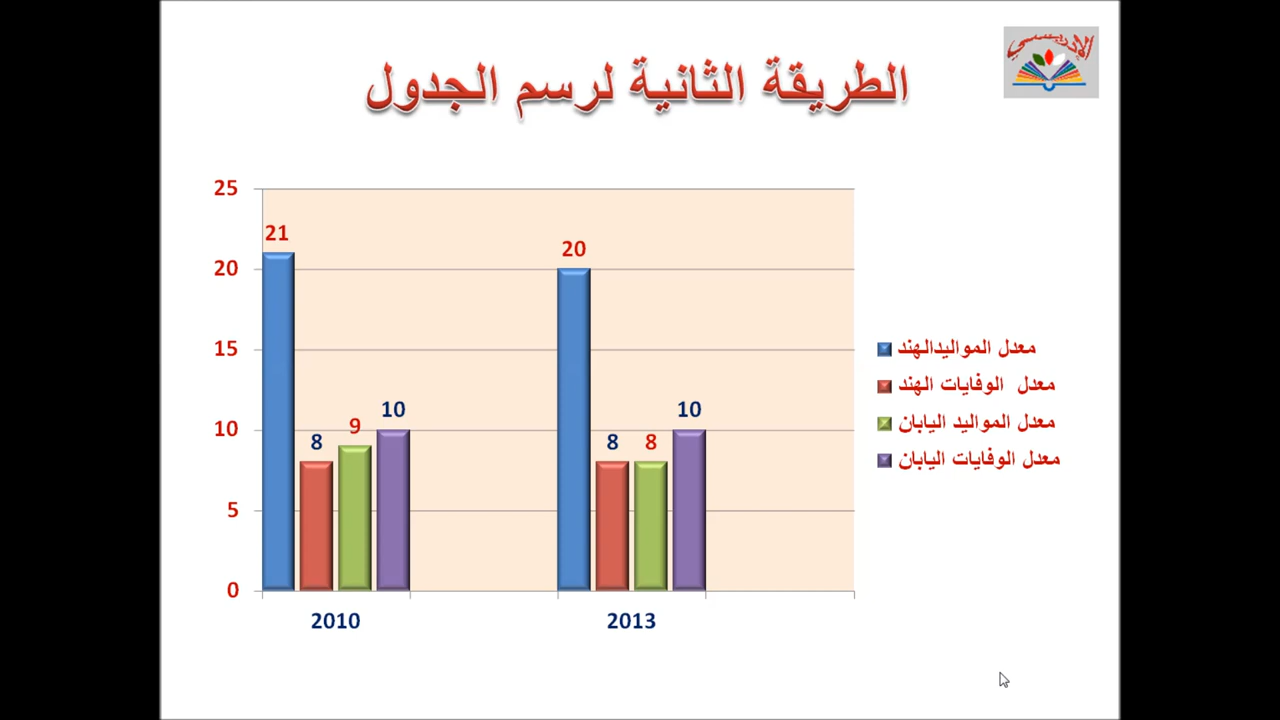 الإدريسي
الطريقة الثانية لرسم الجدول
25
20
15
10
5
0
21
8
9
10
20
8
8
10
2010
2013
معدل المواليدالهند
معدل الوفايات الهند
معدل المواليد اليابان
معدل الوفايات اليابان